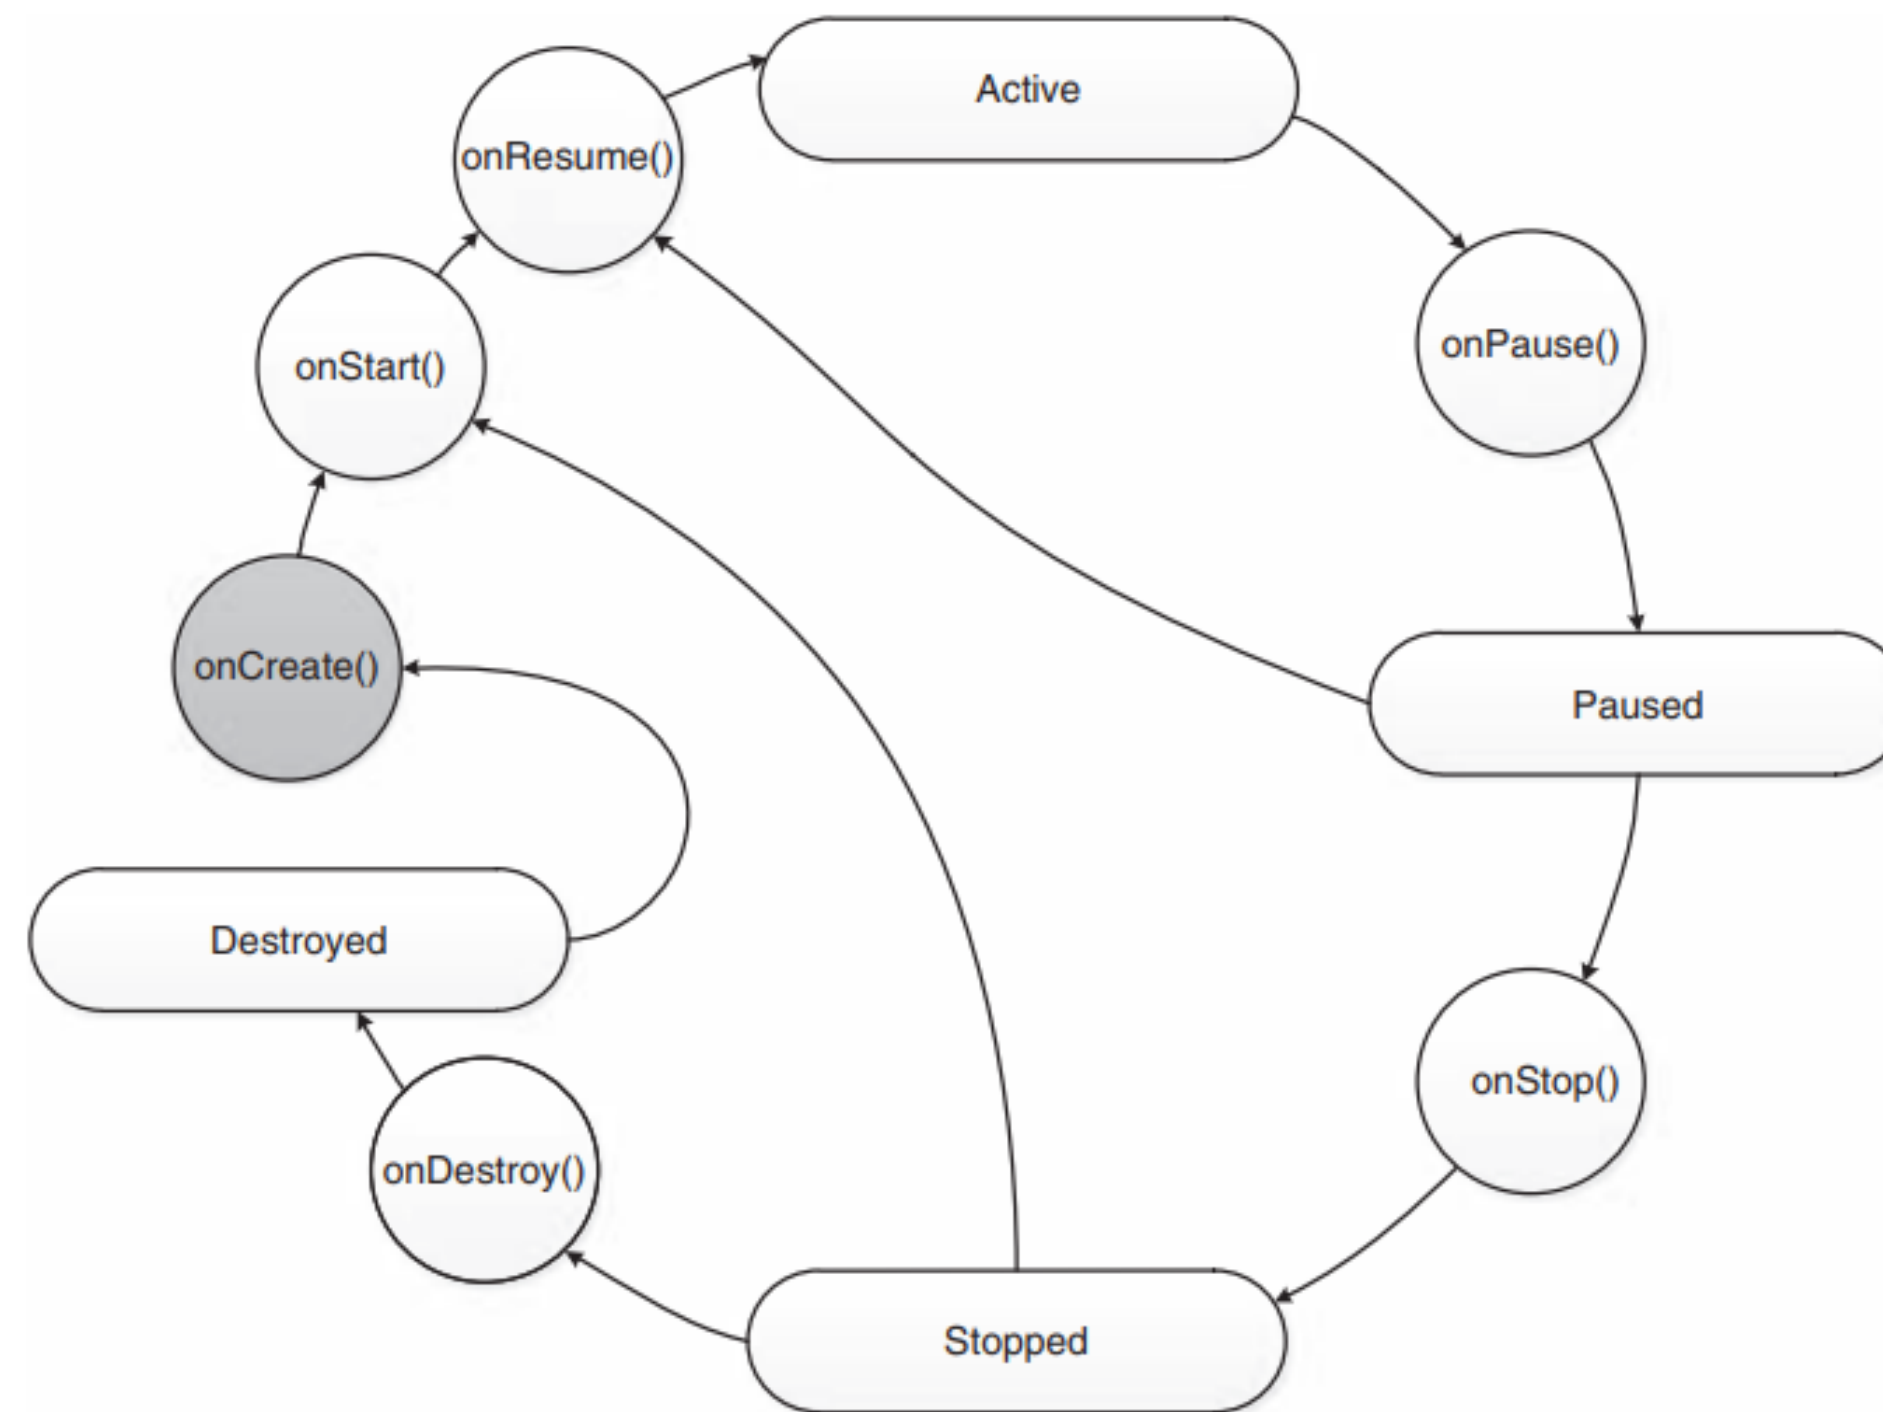 Active
onResume()
onPause()
onStart()
onCreate()
Paused
Destroyed
onStop()
onDestroy()
Stopped